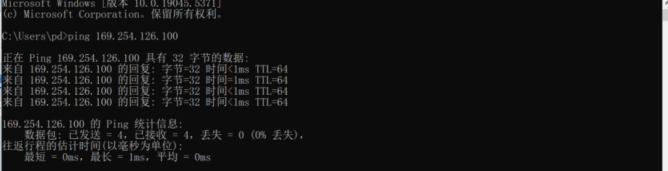 Microsoft Windows [版本 10.0.19045.5371]
(c) Microsoft Corporation。保留所有权利。
C:\Users\pd>ping 169.254.126.100
正在 Ping 169.254.126.100 具有 32 字节的数据:
来自 169.254.126.100 的回复: 字节=32 时间<1ms TTL=64
来自 169.254.126.100 的回复: 字节=32 时间=1ms TTL=64
来自 169.254.126.100 的回复: 字节=32 时间<1ms TTL=64
来自 169.254.126.100 的回复: 字节=32 时间<1ms TTL=64
169.254.126.100 的 Ping 统计信息:
数据包: 已发送 = 4，已接收 = 4，丢失 = 0 (0% 丢失)，
往返行程的估计时间(以毫秒为单位):
最短 = 0ms，最长 = 1ms，平均 = 0ms